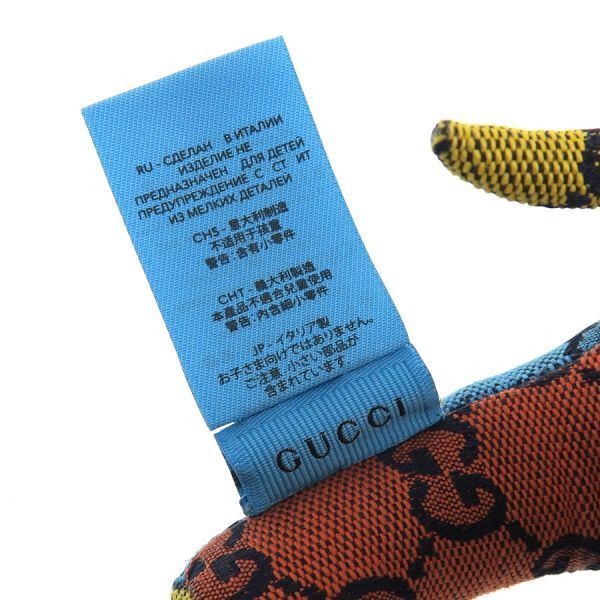 RU - СДЕЛАН В ИТАЛИИ
ИЗДЕЛИЕ НЕ
ПРЕДНАЗНАЧЕН ДЛЯ ДЕТЕЙ
ПРЕДУПРЕЖДЕНИЕ С СТ ИТ
ИЗ МЕЛКИХ ДЕТАЛЕЙ
CHS - 意大利制造
不适用于孩童
警告: 含有小零件
CHT - 義大利製造
本產品不適合兒童使用
警告: 內含細小零件
JP - イタリア製
お子さま向けではありません。
ご注意、小さい部品が
含まれています
GUCCI